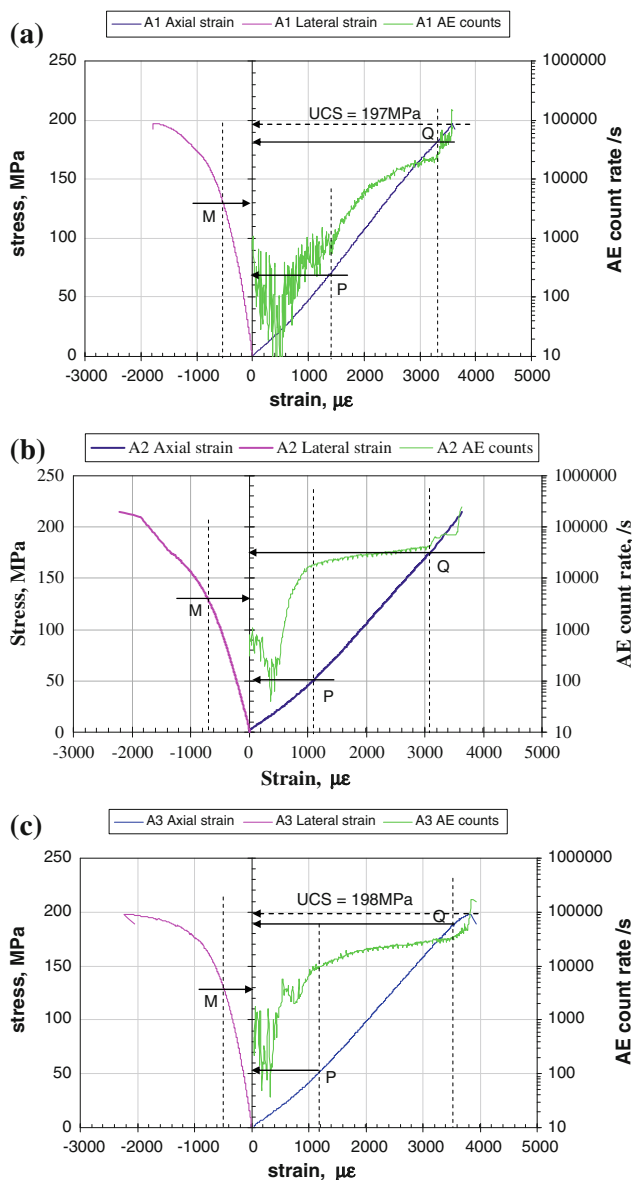 (a)
A1 Axial strain A1 Lateral strain A1 AE counts
250 1000000
UCS = 197MPa
200 100000
Q
150 10000
M
100 1000
P
50 100
0 10
-3000 -2000 -1000 0 1000 2000 3000 4000 5000
stress, MPa
AE count rate /s
strain, µε
(b)
A2 Axial strain A2 Lateral strain A2 AE counts
250 1000000
200 100000
Q
150 10000
M
100 1000
P
50 100
0 10
-3000 -2000 -1000 0 1000 2000 3000 4000 5000
Stress, MPa
AE count rate, /s
Strain, µε
(c)
A3 Axial strain A3 Lateral strain A3 AE counts
250 1000000
UCS = 198MPa
200 100000
Q
150 10000
M
100 1000
P
50 100
0 10
-3000 -2000 -1000 0 1000 2000 3000 4000 5000
stress, MPa
AE count rate /s
strain, µε